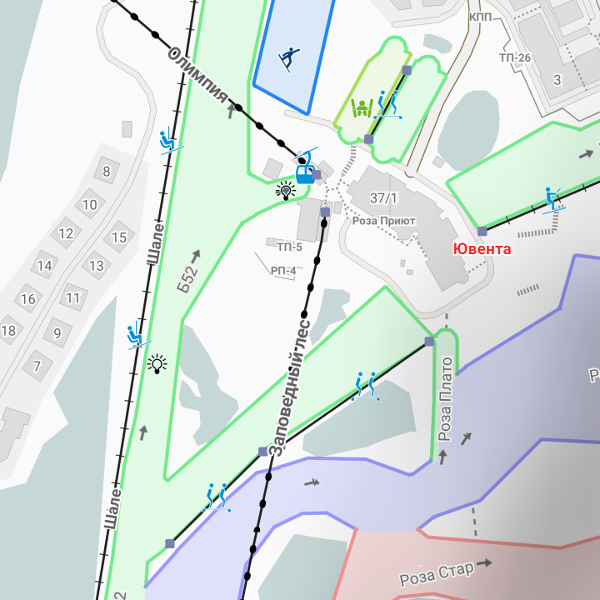 КПП
ТП-26
3
Олимпия
8
37/1
10
Роза Приют
12
15
Шале
ТП-5
Ювента
14
13
РП-4
Б52
16
11
18
9
7
Заповедный лес
Роза Плато
Р
Шале
Роза Стар
2